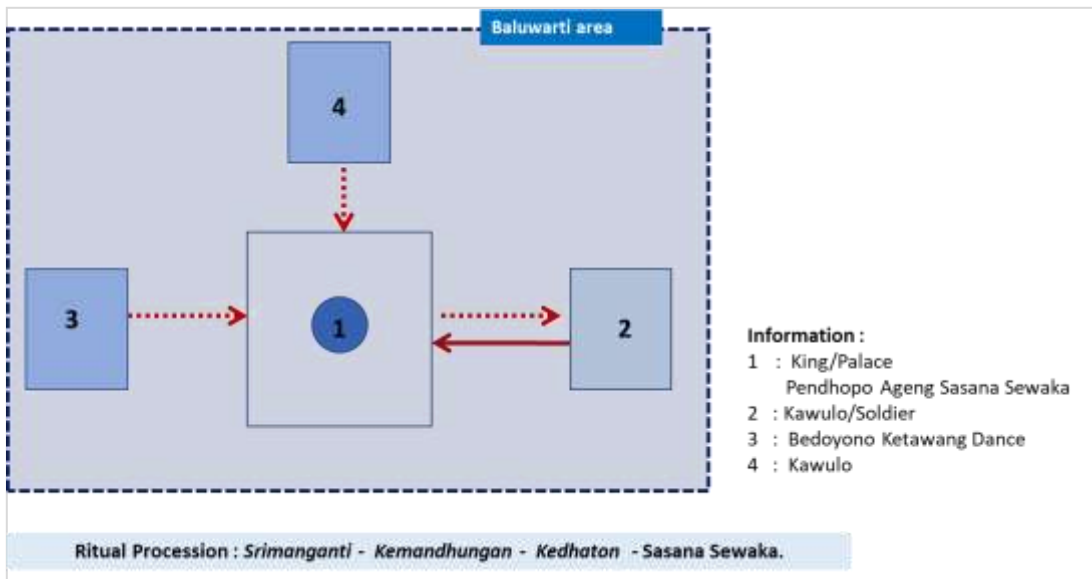 Baluwarti area
4
3
1
2
Information :
1 : King/Palace
Pendhopo Ageng Sasana Sewaka
2 : Kawulo/Soldier
3 : Bedoyono Ketawang Dance
4 : Kawulo
Ritual Procession : Srimanganti - Kemandhungan - Kedhaton - Sasana Sewaka.